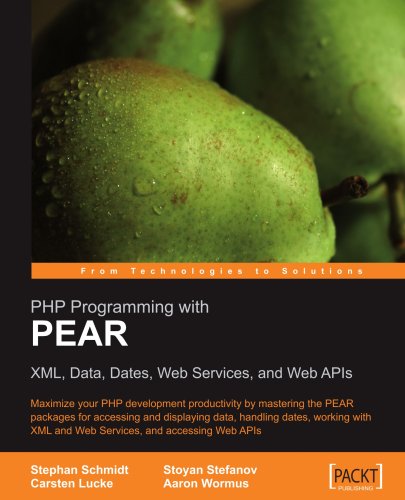 From Technologies to Solutions
PHP Programming with
PEAR
XML, Data, Dates, Web Services, and Web APIs
Maximize your PHP development productivity by mastering the PEAR
packages for accessing and displaying data, handling dates, working with
XML and Web Services, and accessing Web APIs
Stephan Schmidt Stoyan Stefanov
Carsten Lucke Aaron Wormus
PACKT
PUBLISHING